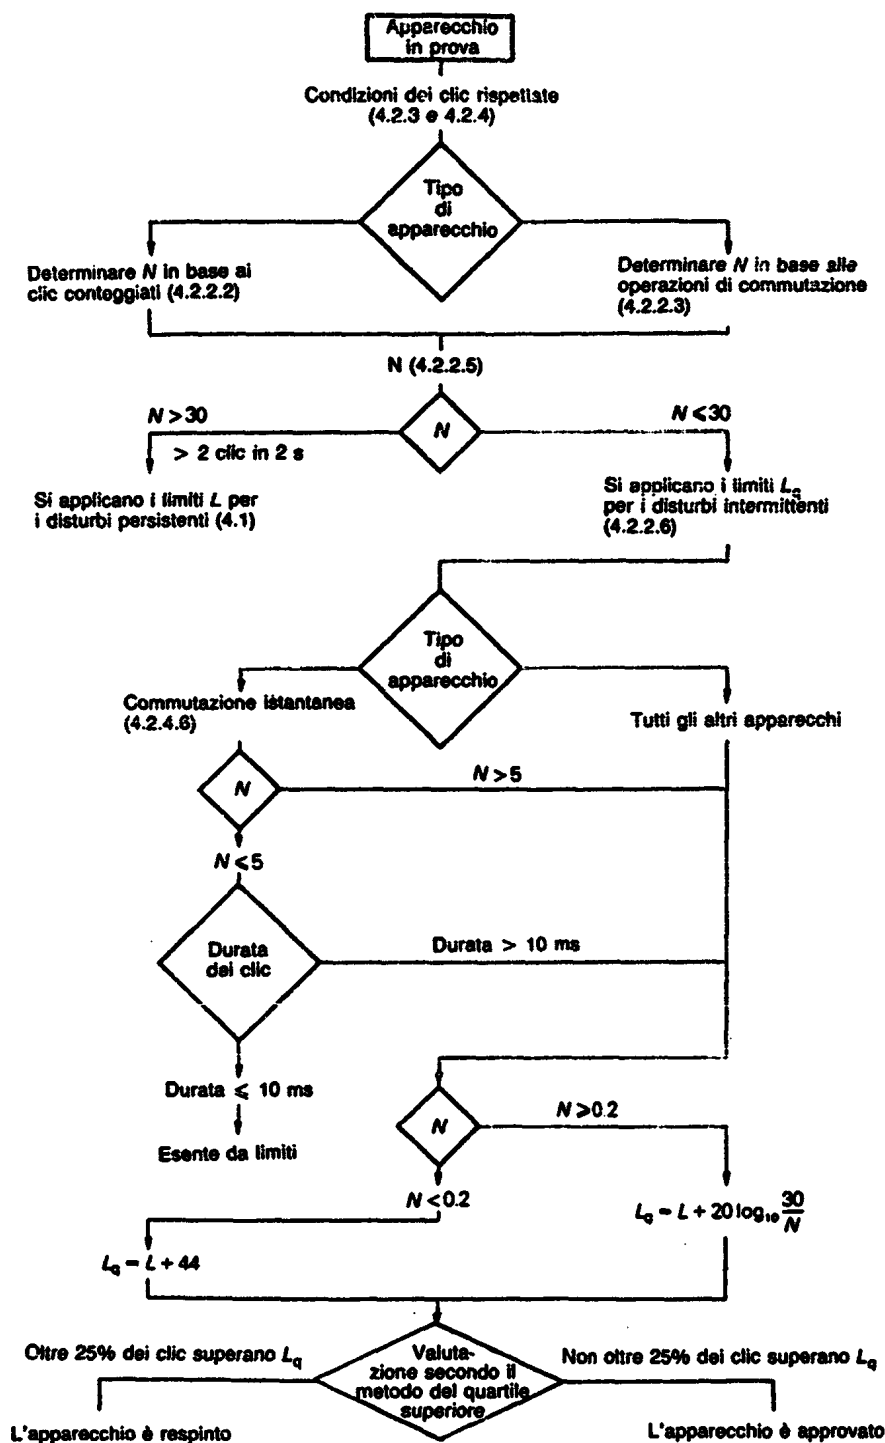 Apparecchio
in prova
Condizioni dei clic rispettate
(4.2.3 e 4.2.4)
Tipo
di
apparecchio
Determinare N in base ai
clic conteggiati (4.2.2.2)
Determinare N in base alle
operazioni di commutazione
(4.2.2.3)
N (4.2.2.5)
N > 30
N
N ⩽ 30
> 2 clic in 2 s
Si applicano i limiti L per
i disturbi persistenti (4.1)
Si applicano i limiti Lq
per i disturbi intermittenti
(4.2.2.6)
Tipo
di
apparecchio
Commutazione istantanea
(4.2.4.6)
Tutti gli altri apparecchi
N
N > 5
N ⩽ 5
Durata
dei clic
Durata > 10 ms
Durata ⩽ 10 ms
Esente da limiti
N
N ⩾ 0.2
N < 0.2
Lq = L + 20 log₁₀ 30/N
Lq = L + 44
Oltre 25% dei clic superano Lq
Valuta-
zione secondo il
metodo del quartile
superiore
Non oltre 25% dei clic superano Lq
L'apparecchio è respinto
L'apparecchio è approvato